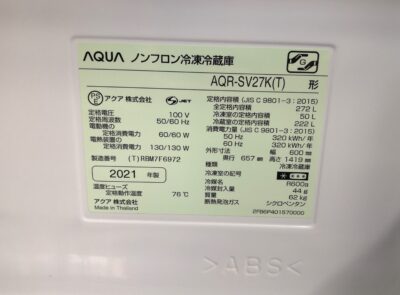 AQUA ノンフロン冷凍冷蔵庫
AQR-SV27K(T) 形
PS
E
アクア 株式会社 JET
定格電圧 100 V
定格周波数 50/60 Hz
電動機の
定格消費電力 60/60 W
電熱装置の
定格消費電力 130/130 W
製造番号 (T)RBM7F6972
2021 年製
温度ヒューズ
定格動作温度 76℃
アクア 株式会社
Made in Thailand
G
定格内容積 (JIS C 9801-3:2015)
全定格内容積 272 L
冷凍室の定格内容積 50 L
冷蔵室の定格内容積 222 L
消費電力量 (JIS C 9801-3:2015)
50 Hz 320 kWh/年
60 Hz 320 kWh/年
外形寸法 幅 600 mm
奥行 657 mm 高さ 1419 mm
種類 冷凍冷蔵庫
冷凍室の記号
冷媒名 R600a
冷媒封入量 44 g
質量 62 kg
断熱発泡ガス シクロペンタン
2FB6P401570000
>ABS<